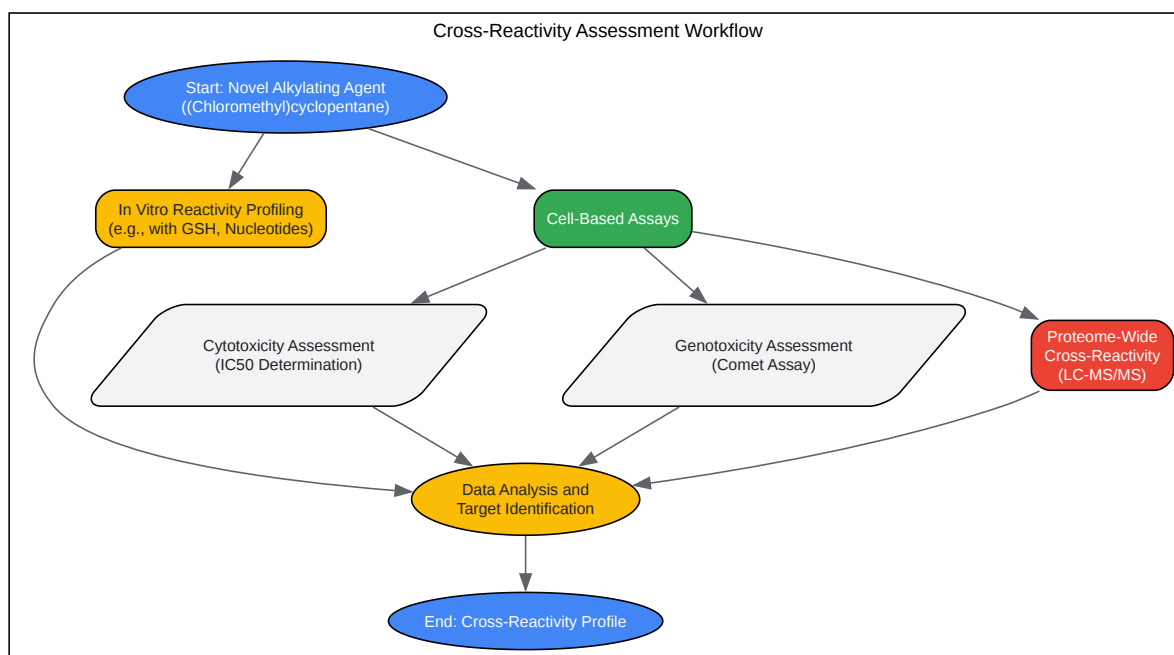 Cross-Reactivity Assessment Workflow
Start: Novel Alkylating Agent
((Chloromethyl)cyclopentane)
In Vitro Reactivity Profiling
(e.g., with GSH, Nucleotides)
Cell-Based Assays
Cytotoxicity Assessment
(IC50 Determination)
Genotoxicity Assessment
(Comet Assay)
Proteome-Wide
Cross-Reactivity
(LC-MS/MS)
Data Analysis and
Target Identification
End: Cross-Reactivity Profile